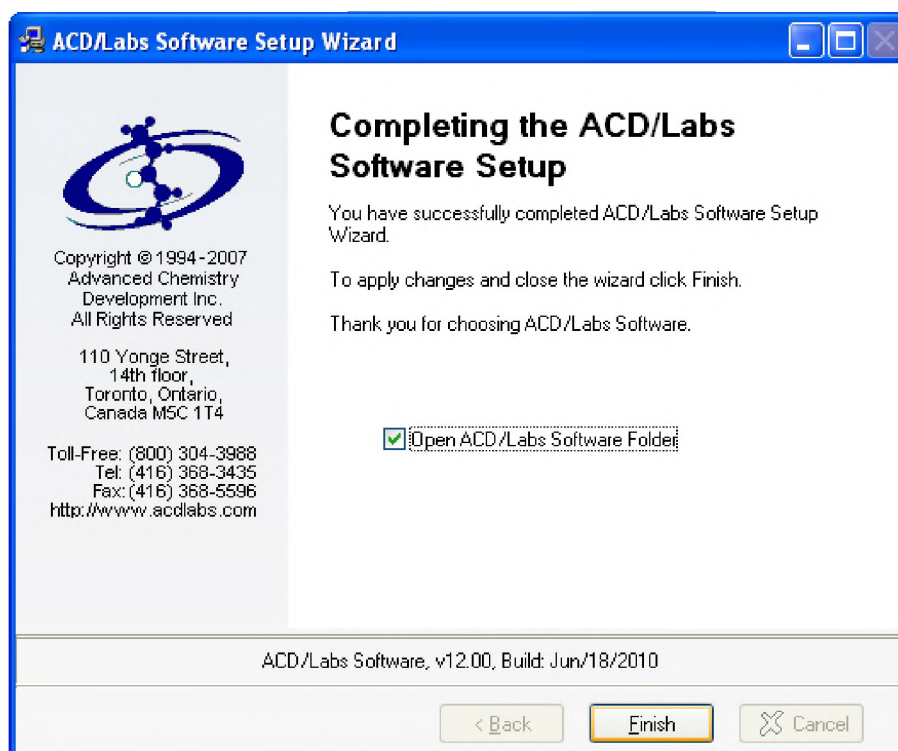 ACD/Labs Software Setup Wizard
Completing the ACD/Labs
Software Setup
You have successfully completed ACD/Labs Software Setup
Wizard.
To apply changes and close the wizard click Finish.
Thank you for choosing ACD/Labs Software.
Open ACD/Labs Software Folder
Copyright © 1994-2007
Advanced Chemistry
Development Inc.
All Rights Reserved
110 Yonge Street,
14th floor,
Toronto, Ontario,
Canada M5C 1T4
Toll-Free: (800) 304-3988
Tel: (416) 368-3435
Fax: (416) 368-5596
http://www.acdlabs.com
ACD/Labs Software, v12.00, Build: Jun/18/2010
< Back
Finish
Cancel